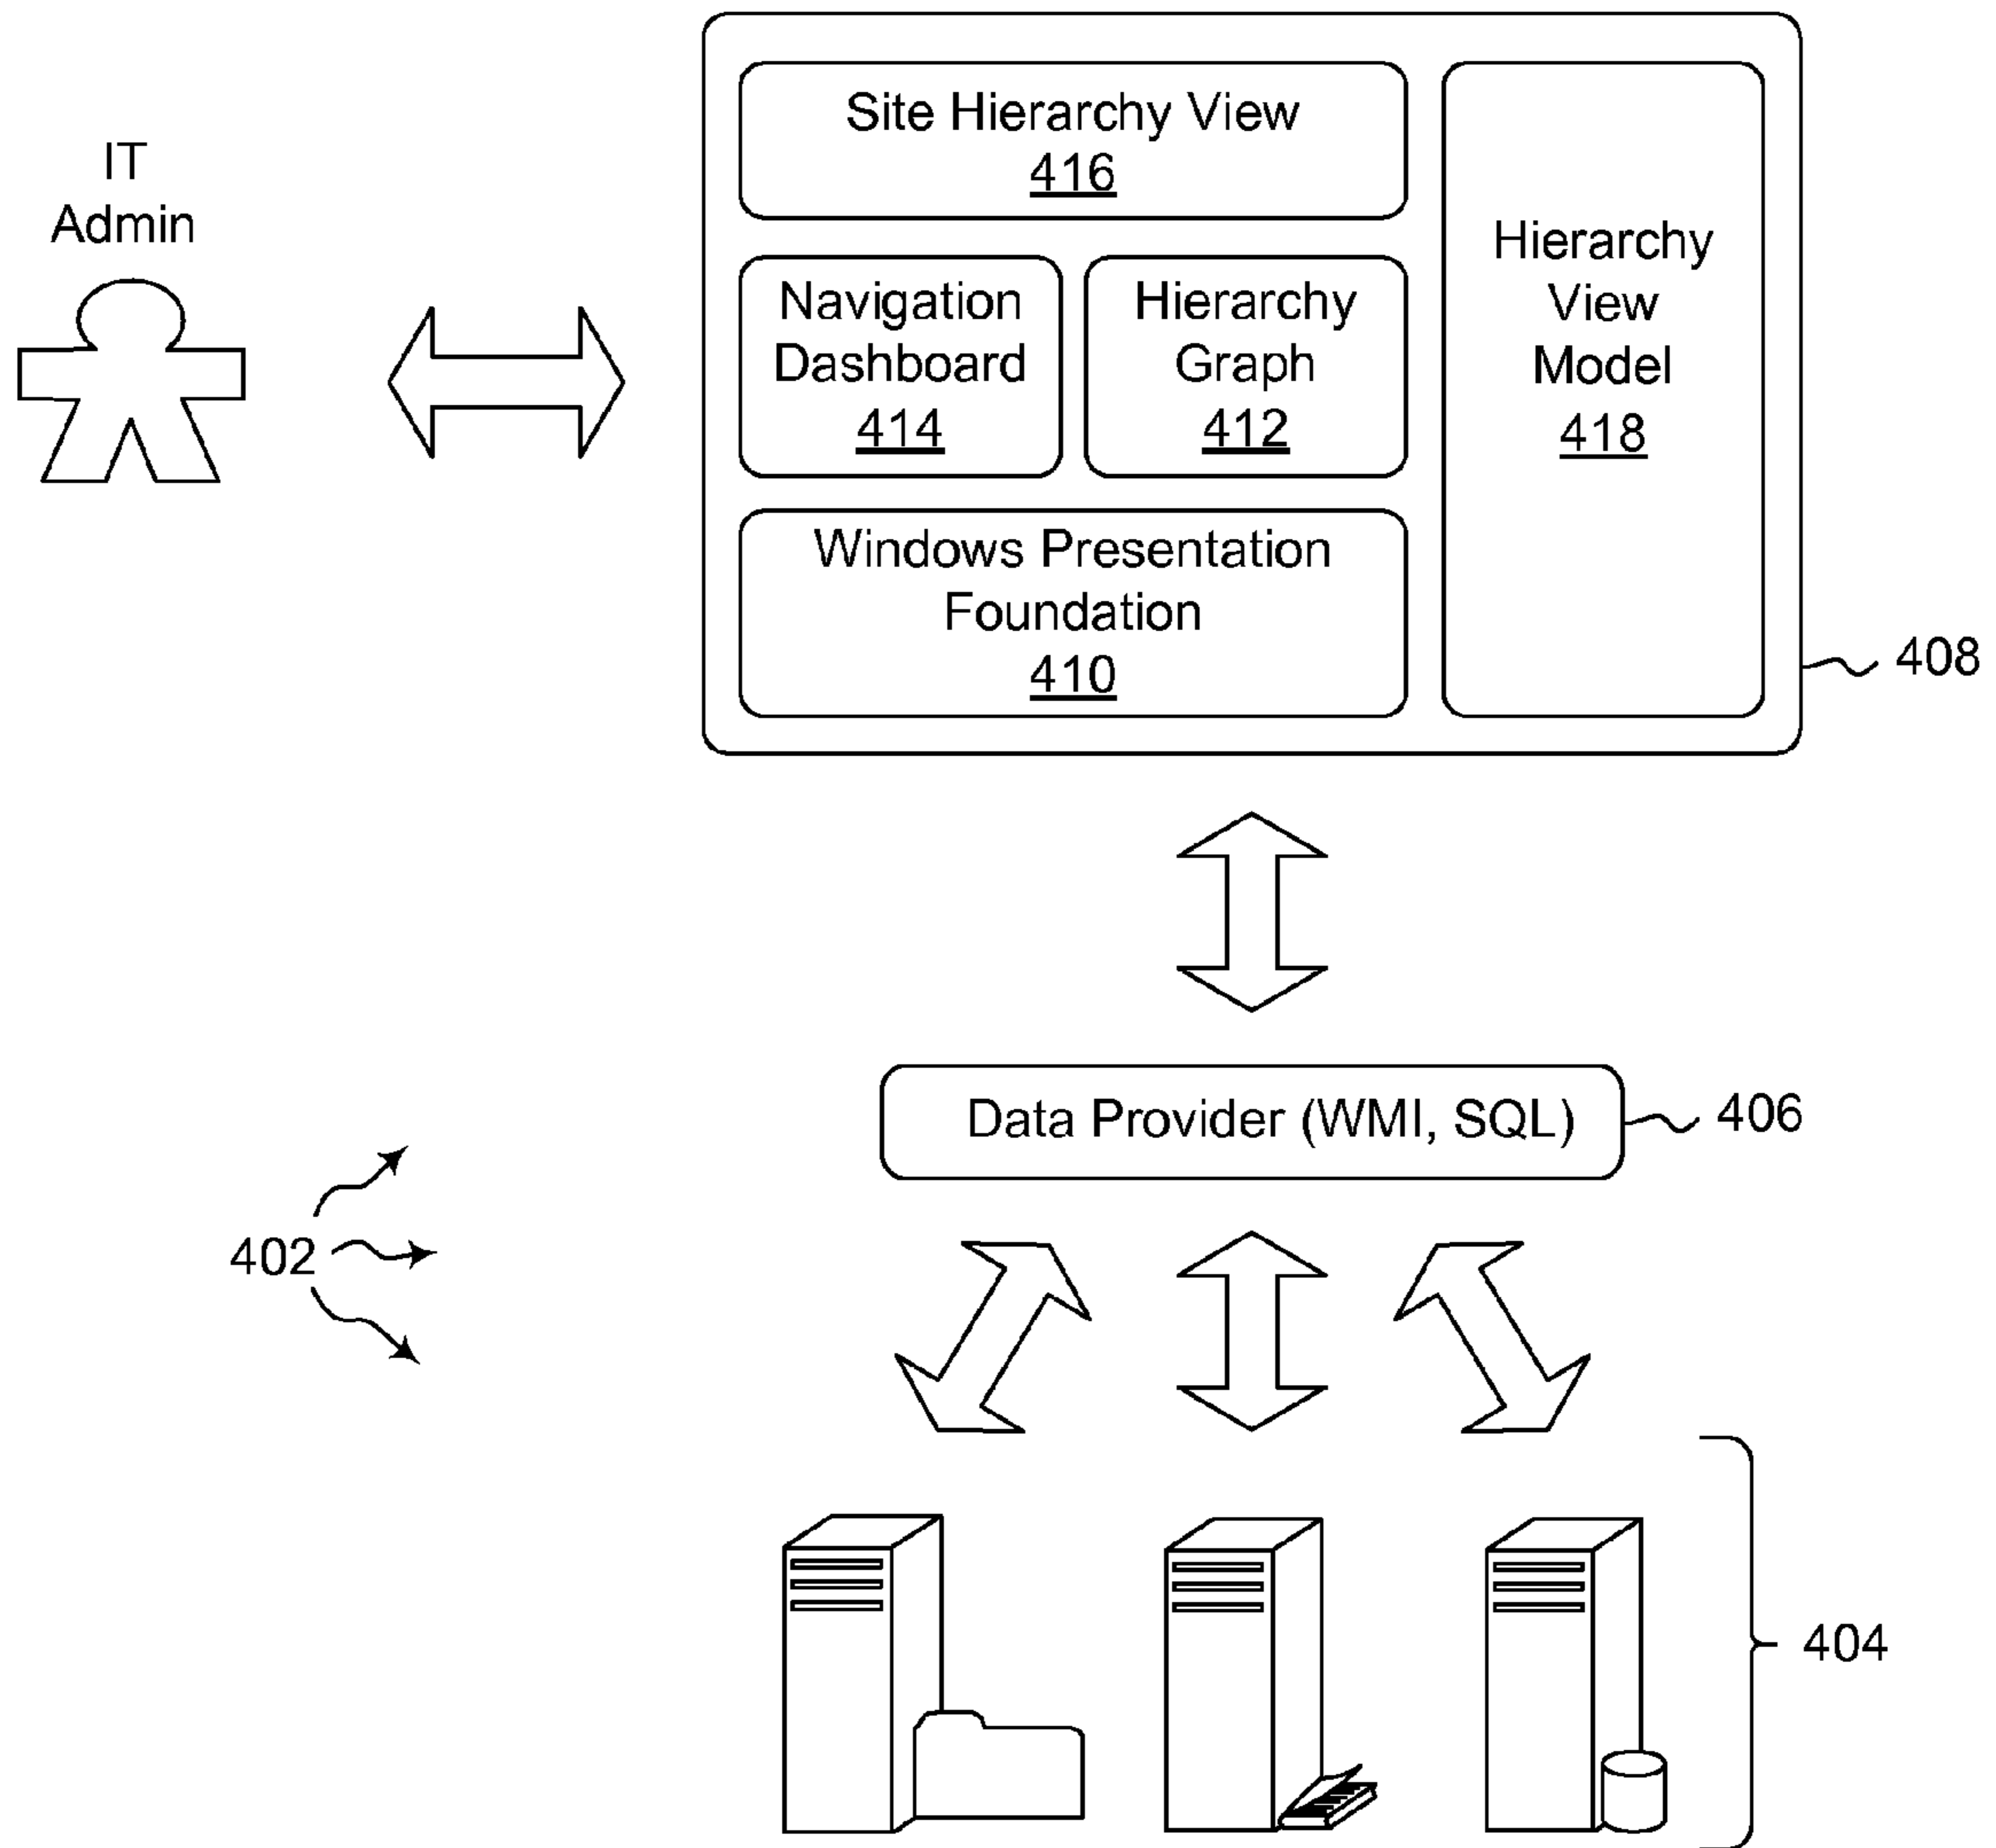 IT
Admin
Site Hierarchy View
416
Navigation
Dashboard
414
Hierarchy
Graph
412
Windows Presentation
Foundation
410
Hierarchy
View
Model
418
408
Data Provider (WMI, SQL)
406
402
404